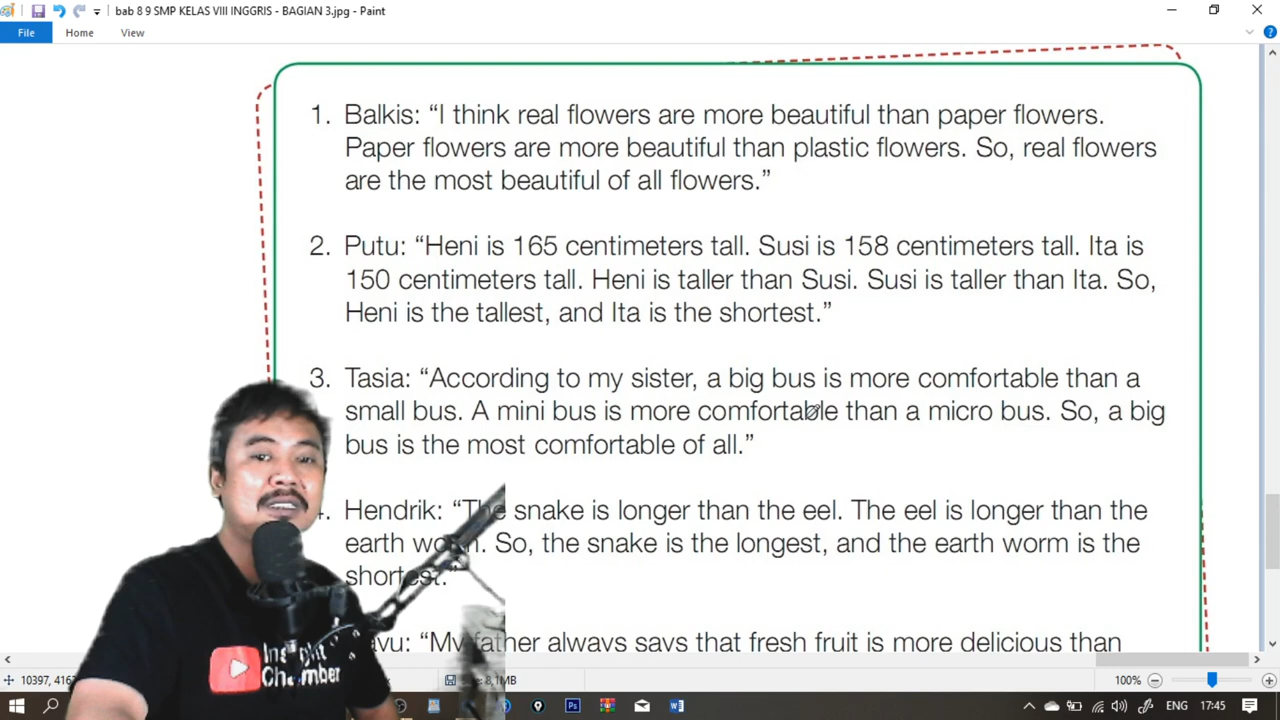 bab 8 9 SMP KELAS VIII INGGRIS - BAGIAN 3.jpg - Paint
File Home View
1. Balkis: “I think real flowers are more beautiful than paper flowers.
Paper flowers are more beautiful than plastic flowers. So, real flowers
are the most beautiful of all flowers.”
2. Putu: “Heni is 165 centimeters tall. Susi is 158 centimeters tall. Ita is
150 centimeters tall. Heni is taller than Susi. Susi is taller than Ita. So,
Heni is the tallest, and Ita is the shortest.”
3. Tasia: “According to my sister, a big bus is more comfortable than a
small bus. A mini bus is more comfortable than a micro bus. So, a big
bus is the most comfortable of all.”
4. Hendrik: “The snake is longer than the eel. The eel is longer than the
earth worm. So, the snake is the longest, and the earth worm is the
shortest.”
“My father always says that fresh fruit is more delicious than
Chamber
8,1MB
100%
ENG 17:45